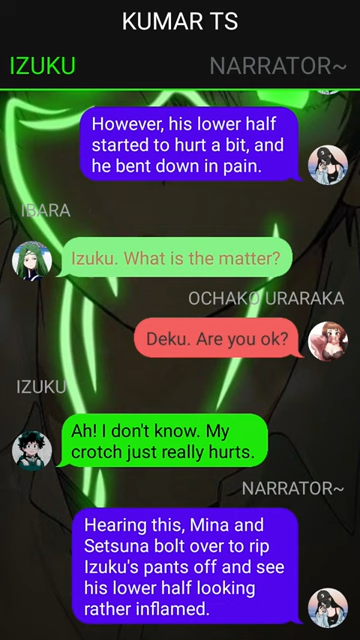 KUMAR TS
IZUKU
NARRATOR~
However, his lower half
started to hurt a bit, and
he bent down in pain.
IBARA
Izuku. What is the matter?
OCHAKO URARAKA
Deku. Are you ok?
IZUKU
Ah! I don't know. My
crotch just really hurts.
NARRATOR~
Hearing this, Mina and
Setsuna bolt over to rip
Izuku's pants off and see
his lower half looking
rather inflamed.